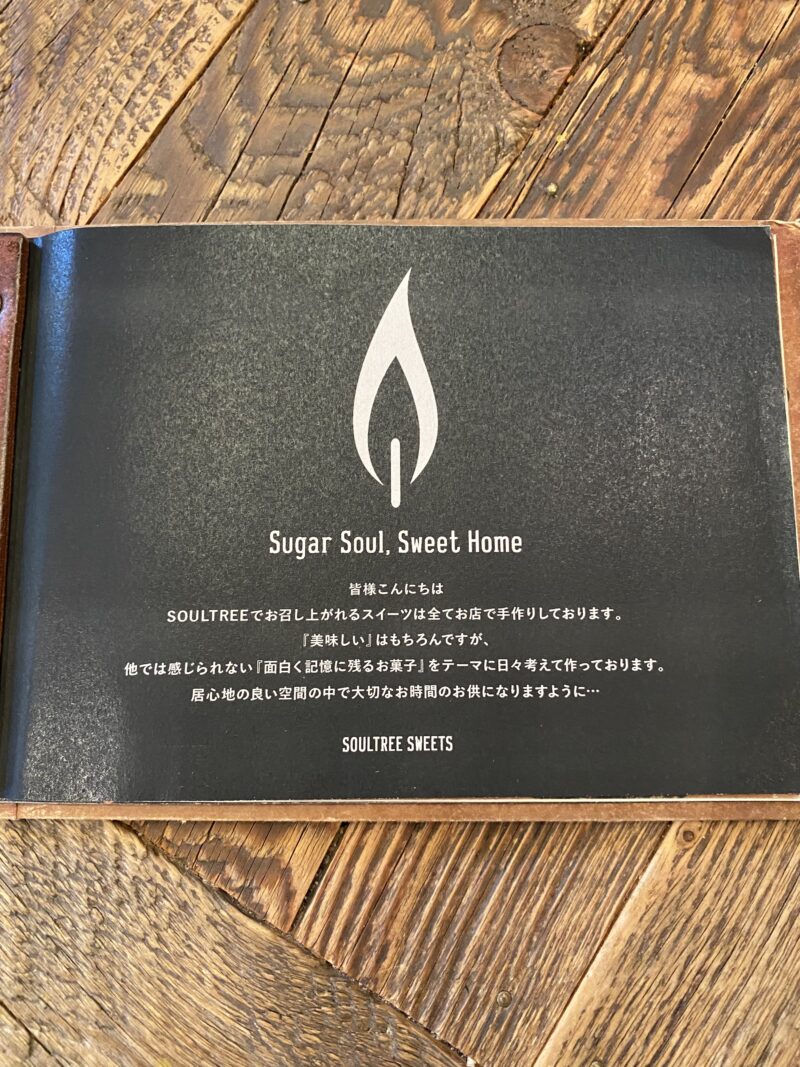 Sugar Soul, Sweet Home
皆様こんにちは
SOULTREEでお召し上がれるスイーツは全てお店で手作りしております。
『美味しい』はもちろんですが、
他では感じられない『面白く記憶に残るお菓子』をテーマに日々考えて作っております。
居心地の良い空間の中で大切なお時間のお供になりますように…
SOULTREE SWEETS